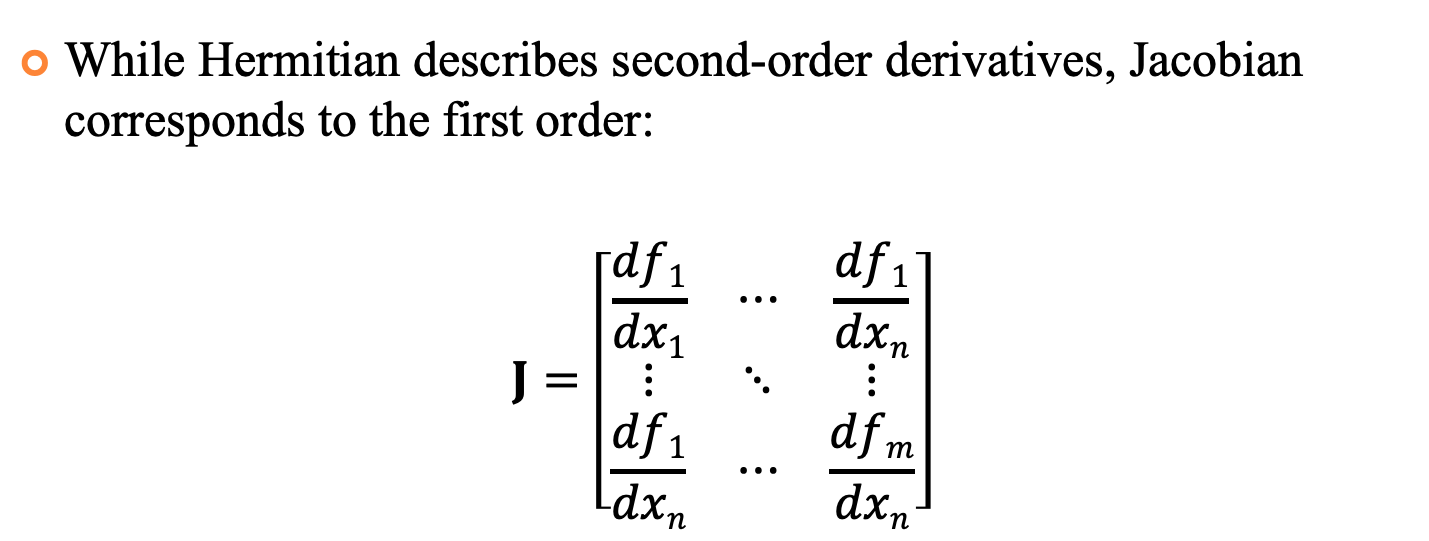 While Hermitian describes second-order derivatives, Jacobian
corresponds to the first order:
df₁ ⋯ df₁
dx₁ dxₙ
𝐉 = ⋮ ⋱ ⋮
df₁ ⋯ dfₘ
dxₙ dxₙ